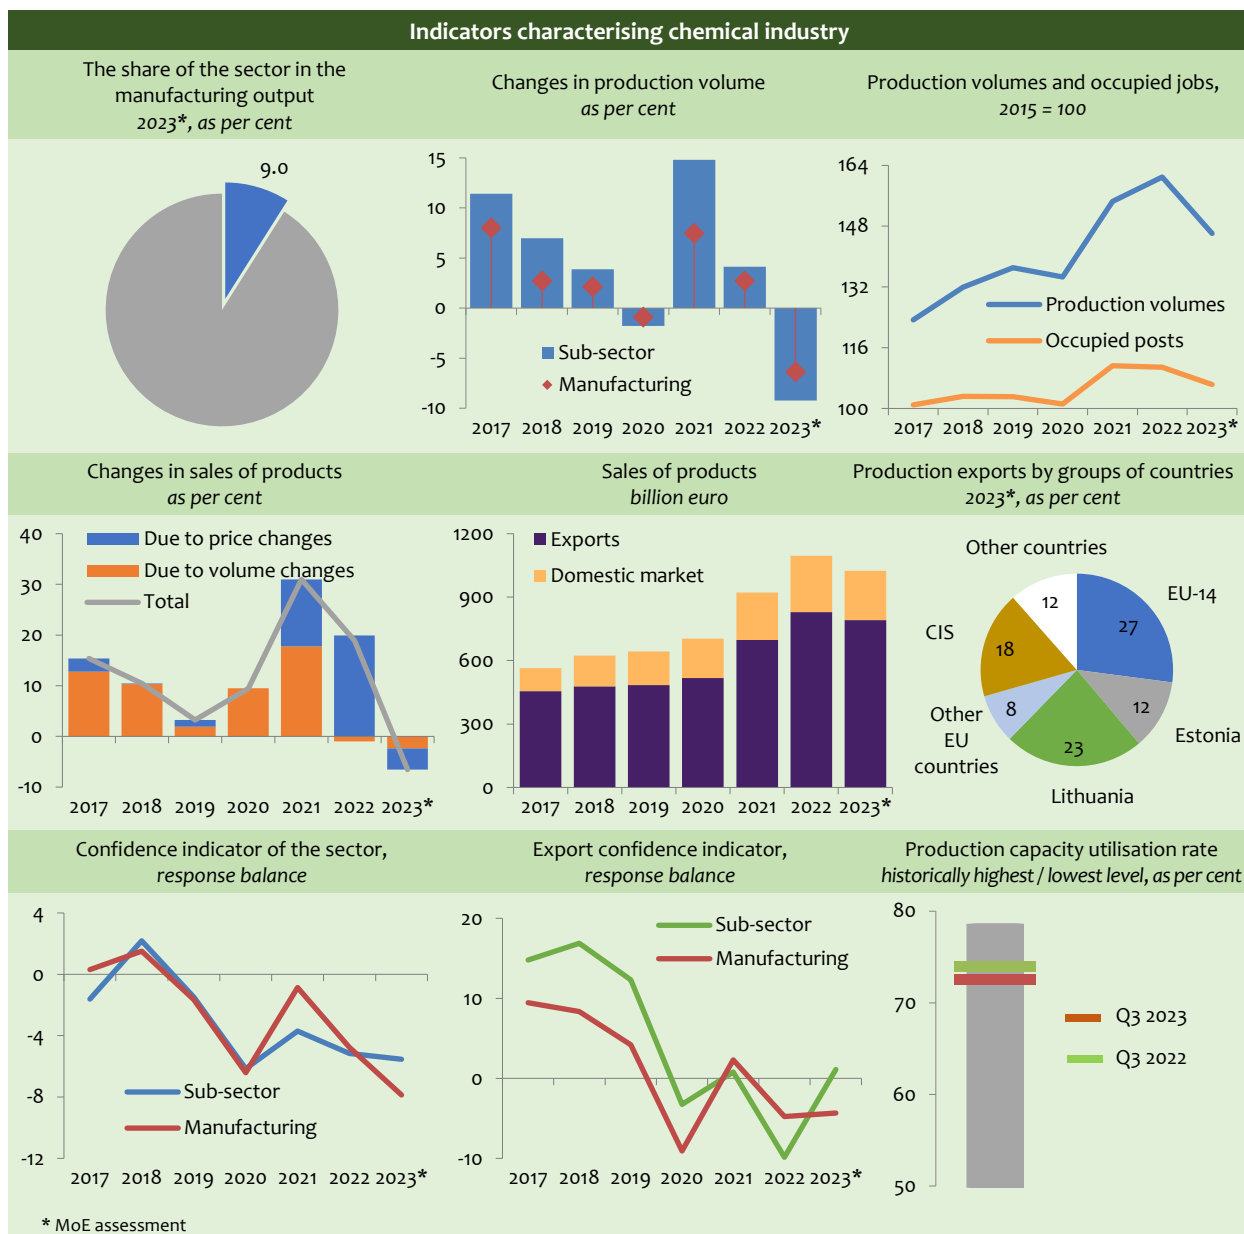 Indicators characterising chemical industry
The share of the sector in the
manufacturing output
2023*, as per cent
9.0
Changes in production volume
as per cent
15
10
5
0
-5
-10
Sub-sector
Manufacturing
2017 2018 2019 2020 2021 2022 2023*
Production volumes and occupied jobs,
2015 = 100
164
148
132
116
100
Production volumes
Occupied posts
2017 2018 2019 2020 2021 2022 2023*
Changes in sales of products
as per cent
40
30
20
10
0
-10
Due to price changes
Due to volume changes
Total
2017 2018 2019 2020 2021 2022 2023*
Sales of products
billion euro
1200
900
600
300
0
Exports
Domestic market
2017 2018 2019 2020 2021 2022 2023*
Production exports by groups of countries
2023*, as per cent
Other countries
12
EU-14
27
CIS
18
Other
EU
countries
8
12
Estonia
23
Lithuania
Confidence indicator of the sector,
response balance
4
0
-4
-8
-12
Sub-sector
Manufacturing
2017 2018 2019 2020 2021 2022 2023*
Export confidence indicator,
response balance
20
10
0
-10
Sub-sector
Manufacturing
2017 2018 2019 2020 2021 2022 2023*
Production capacity utilisation rate
historically highest / lowest level, as per cent
80
70
60
50
Q3 2023
Q3 2022
* MoE assessment